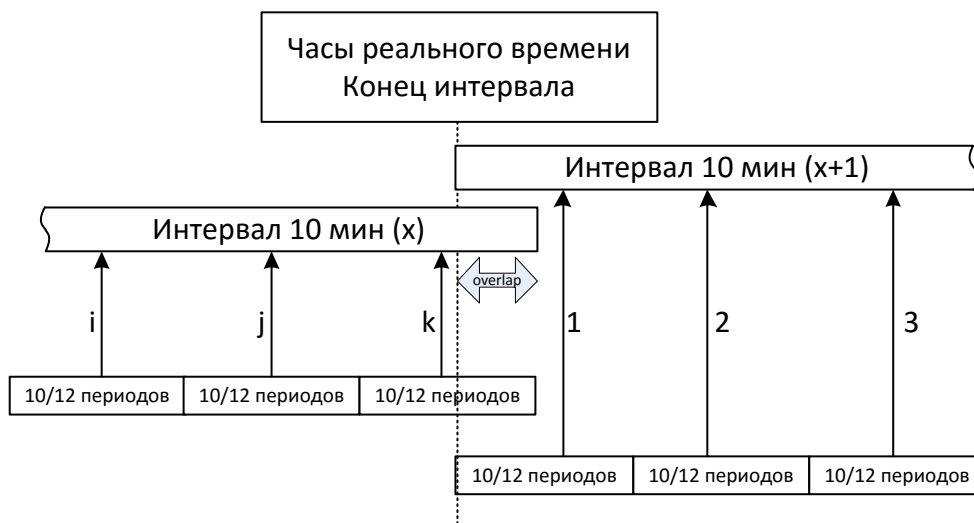 Часы реального времени
Конец интервала
Интервал 10 мин (x+1)
Интервал 10 мин (x)
overlap
i
j
k
1
2
3
10/12 периодов
10/12 периодов
10/12 периодов
10/12 периодов
10/12 периодов
10/12 периодов